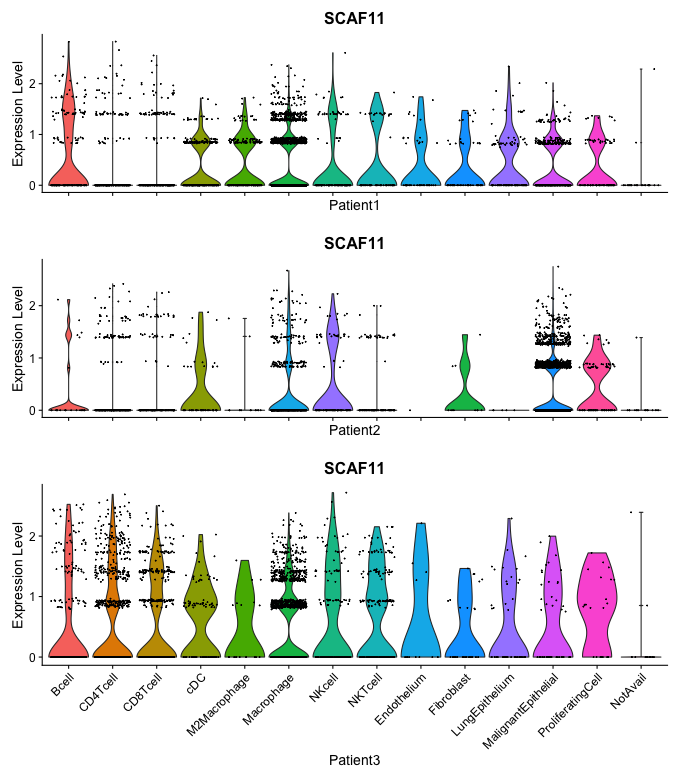 SCAF11
Expression Level
2
1
0
Patient1
SCAF11
Expression Level
2
1
0
Patient2
SCAF11
Expression Level
2
1
0
Bcell
CD4Tcell
CD8Tcell
cDC
M2Macrophage
Macrophage
NKcell
NKTcell
Endothelium
Fibroblast
LungEpithelium
MalignantEpithelial
ProliferatingCell
NotAvail
Patient3